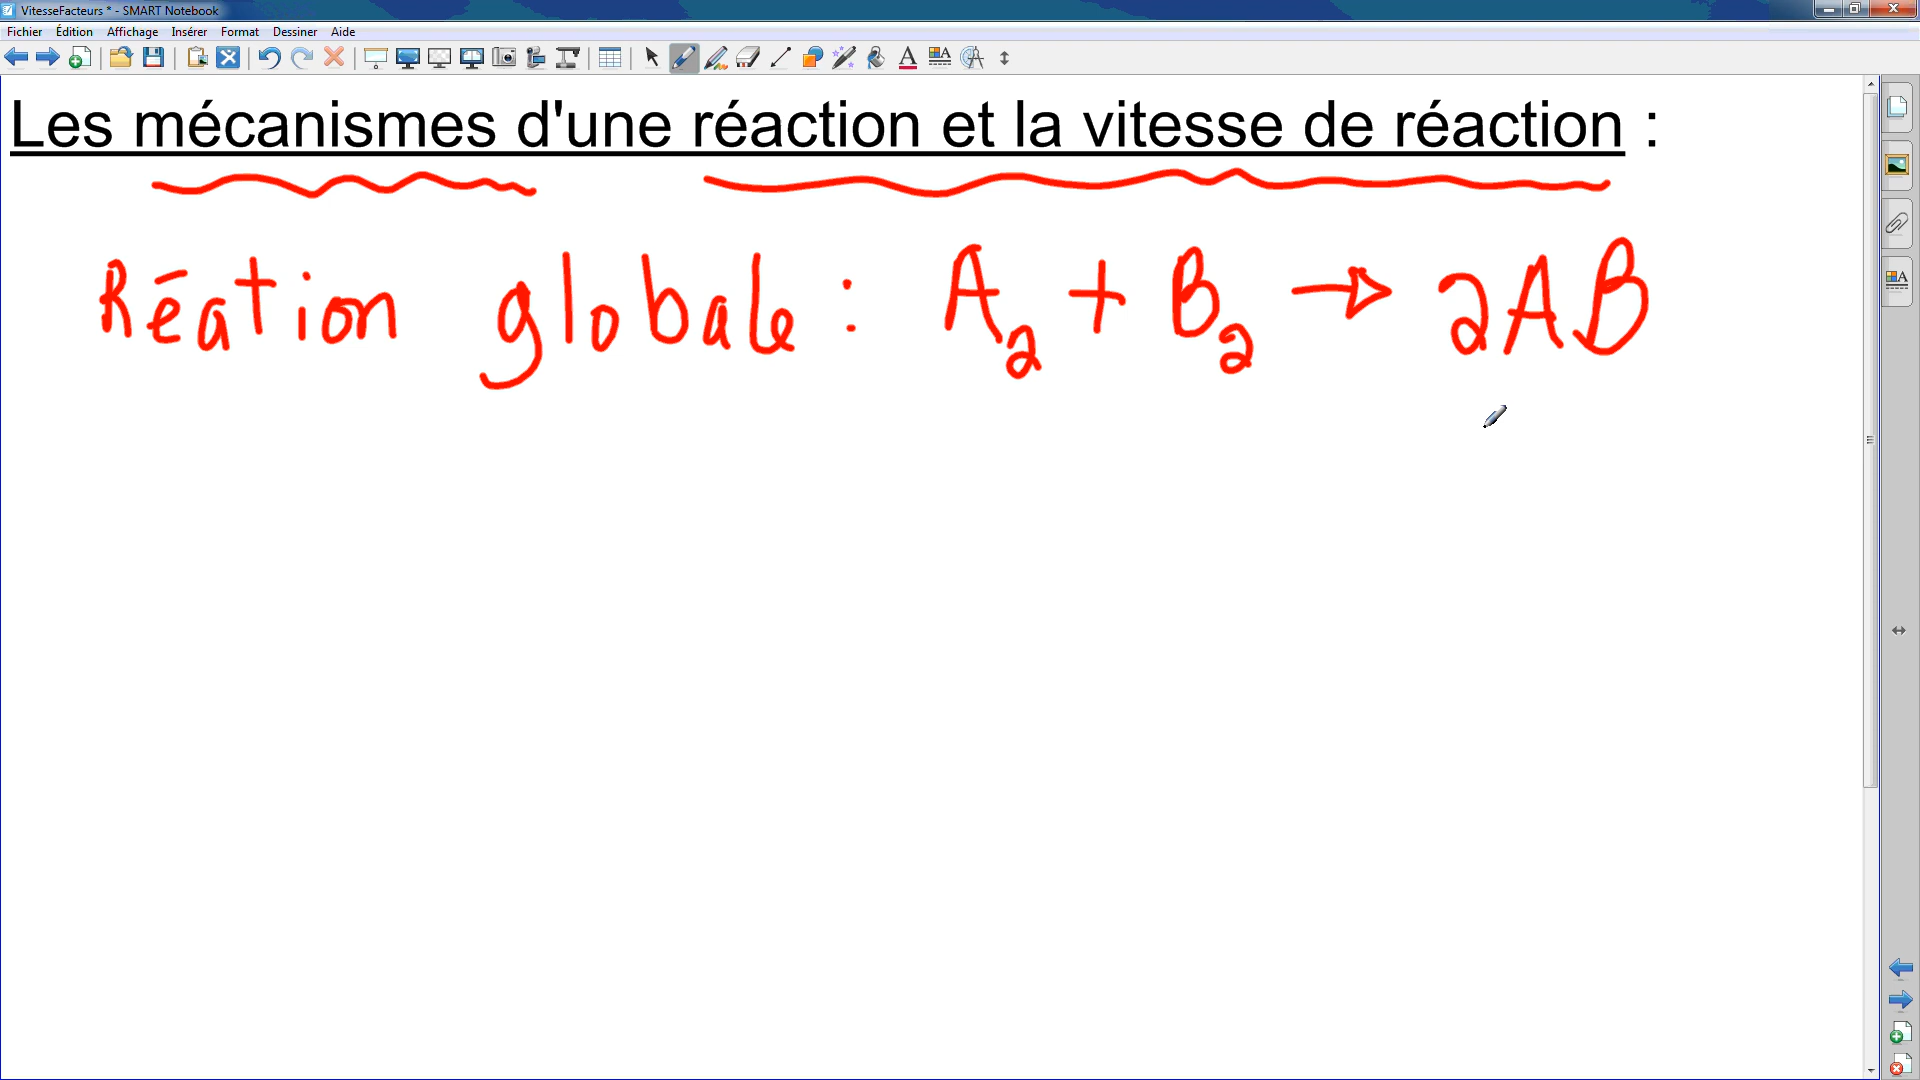 VitesseFacteurs * - SMART Notebook
Fichier Édition Affichage Insérer Format Dessiner Aide
Les mécanismes d'une réaction et la vitesse de réaction :
Réation globale : A₂ + B₂ → 2AB